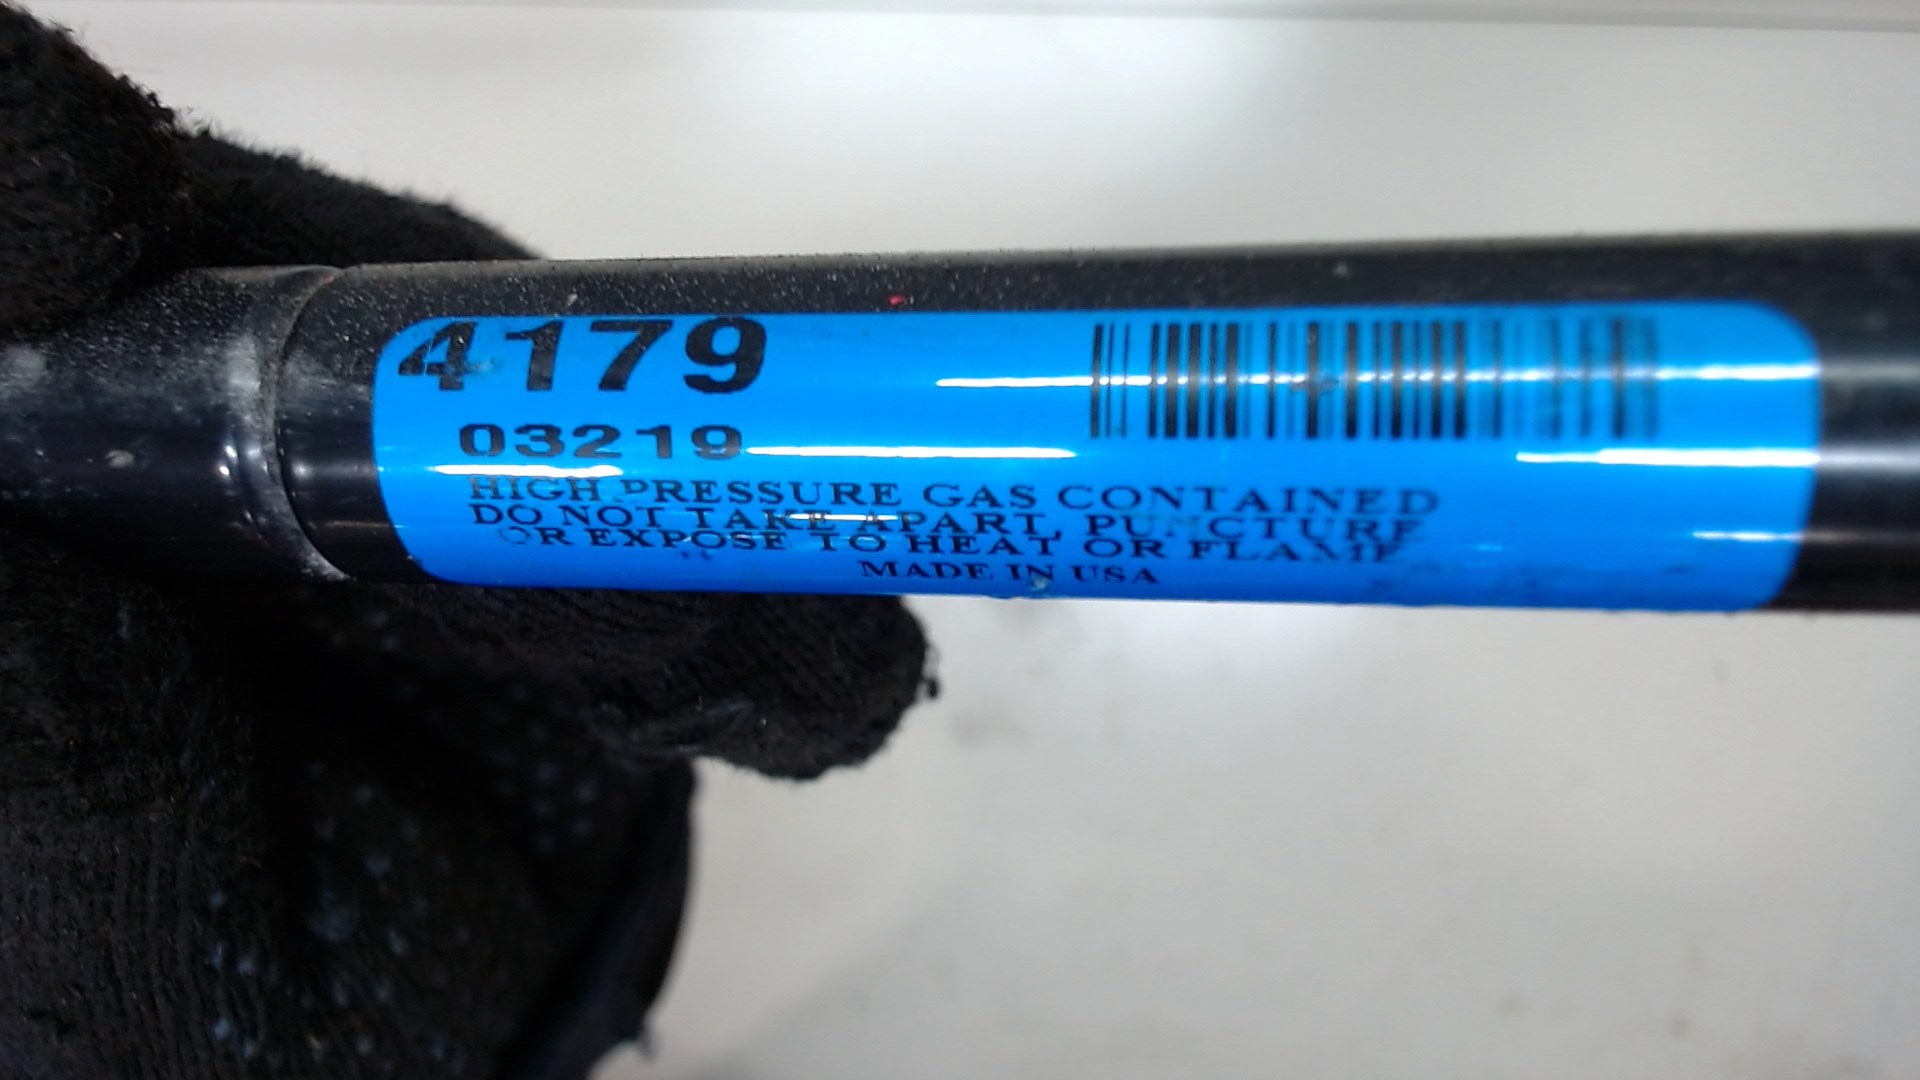 4179
03219
HIGH PRESSURE GAS CONTAINED
DO NOT TAKE APART, PUNCTURE
OR EXPOSE TO HEAT OR FLAME
MADE IN USA